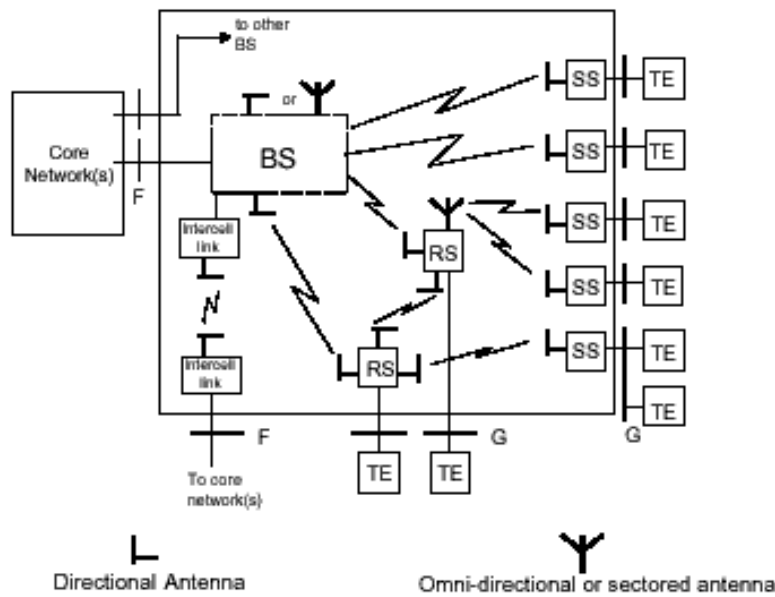 to other
BS
or
Core
Network(s)
F
BS
SS
TE
SS
TE
Intercell
link
RS
SS
TE
SS
TE
Intercell
link
RS
SS
TE
TE
G
F
G
To core
network(s)
TE
TE
Directional Antenna
Omni-directional or sectored antenna